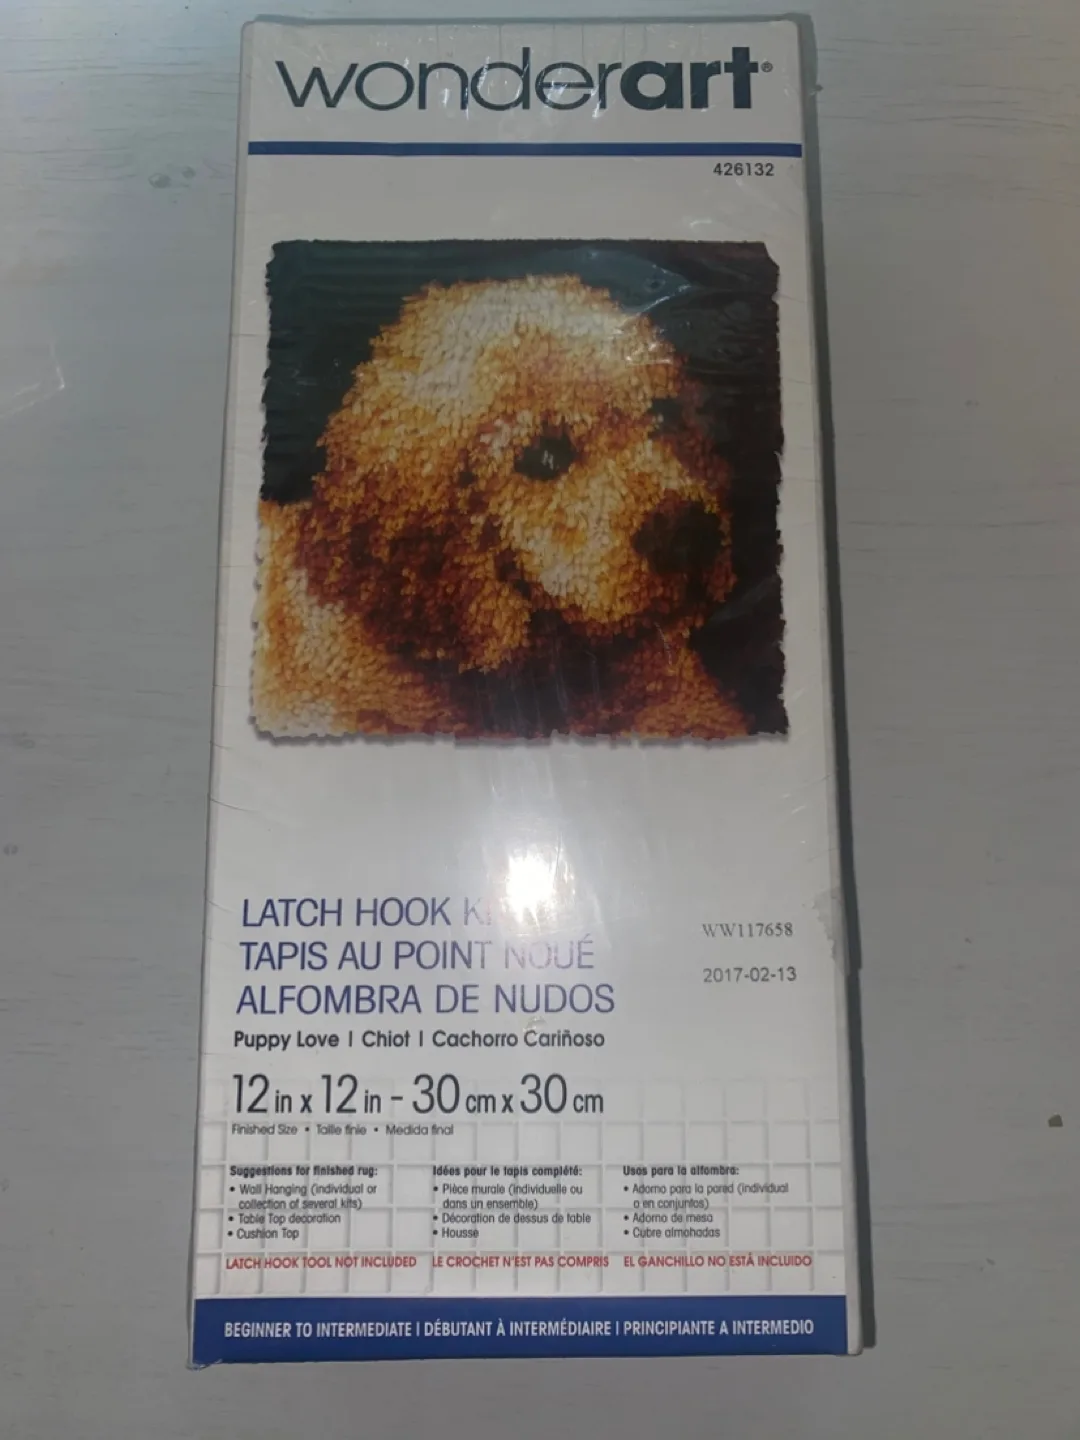 wonderart®
426132
LATCH HOOK
TAPIS AU POINT NOUÉ
ALFOMBRA DE NUDOS
Puppy Love | Chiot | Cachorro Cariñoso
WW117658
2017-02-13
12 in x 12 in - 30 cm x 30 cm
Finished Size • Taille finie • Medida final
Suggestions for finished rug:
• Wall Hanging (individual or
collection of several kits)
• Table Top decoration
• Cushion Top
Idées pour le tapis complété:
• Pièce murale (individuelle ou
dans un ensemble)
• Décoration de dessus de table
• Housse
Usos para la alfombra:
• Adorno para la pared (individual
o en conjuntos)
• Adorno de mesa
• Cubre almohadas
LATCH HOOK TOOL NOT INCLUDED LE CROCHET N'EST PAS COMPRIS EL GANCHILLO NO ESTÁ INCLUIDO
BEGINNER TO INTERMEDIATE | DÉBUTANT À INTERMÉDIAIRE | PRINCIPIANTE A INTERMEDIO